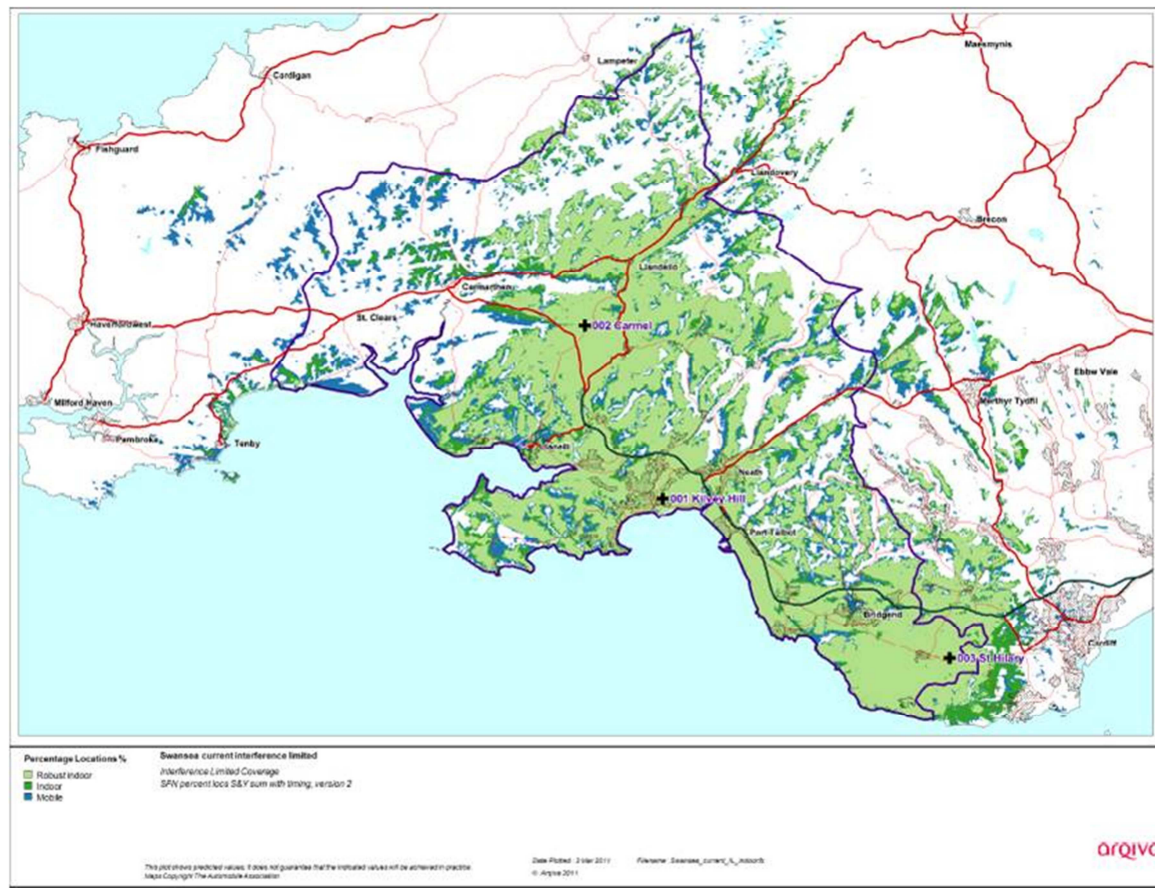 Maesmynis
Lampeter
Cardigan
Fishguard
Llandovery
Brecon
Llandeilo
Carmarthen
St. Clears
Haverfordwest
002 Carmel
Ebbw Vale
Merthyr Tydfil
Milford Haven
Pembroke
Tenby
Llanelli
Neath
001 Kilvey Hill
Port Talbot
Bridgend
Cardiff
003 St Hilary
Percentage Locations %
Robust indoor
Indoor
Mobile
Swansea current interference limited
Interference Limited Coverage
SFN percent locs S&Y sum with timing, version 2
This plot shows predicted values. It does not guarantee that the indicated values will be achieved in practice.
Maps Copyright The Automobile Association
Date Plotted : 2 Mar 2011
© Arqiva 2011
Filename :
arqiva